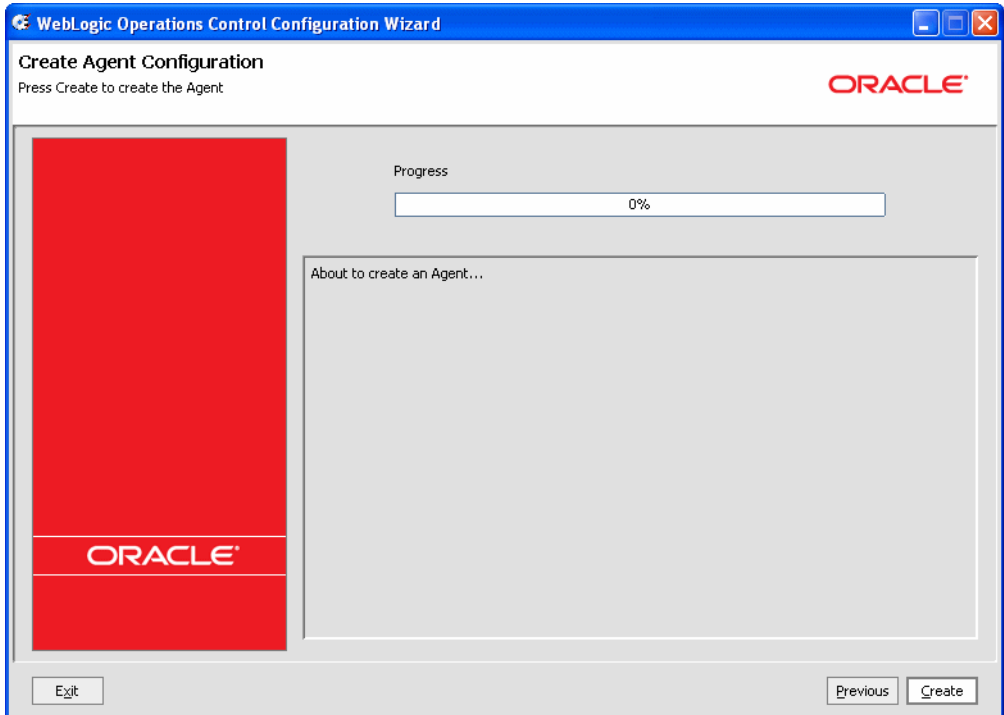 WebLogic Operations Control Configuration Wizard
Create Agent Configuration
Press Create to create the Agent
ORACLE
Progress
0%
About to create an Agent...
ORACLE
Exit
Previous
Create